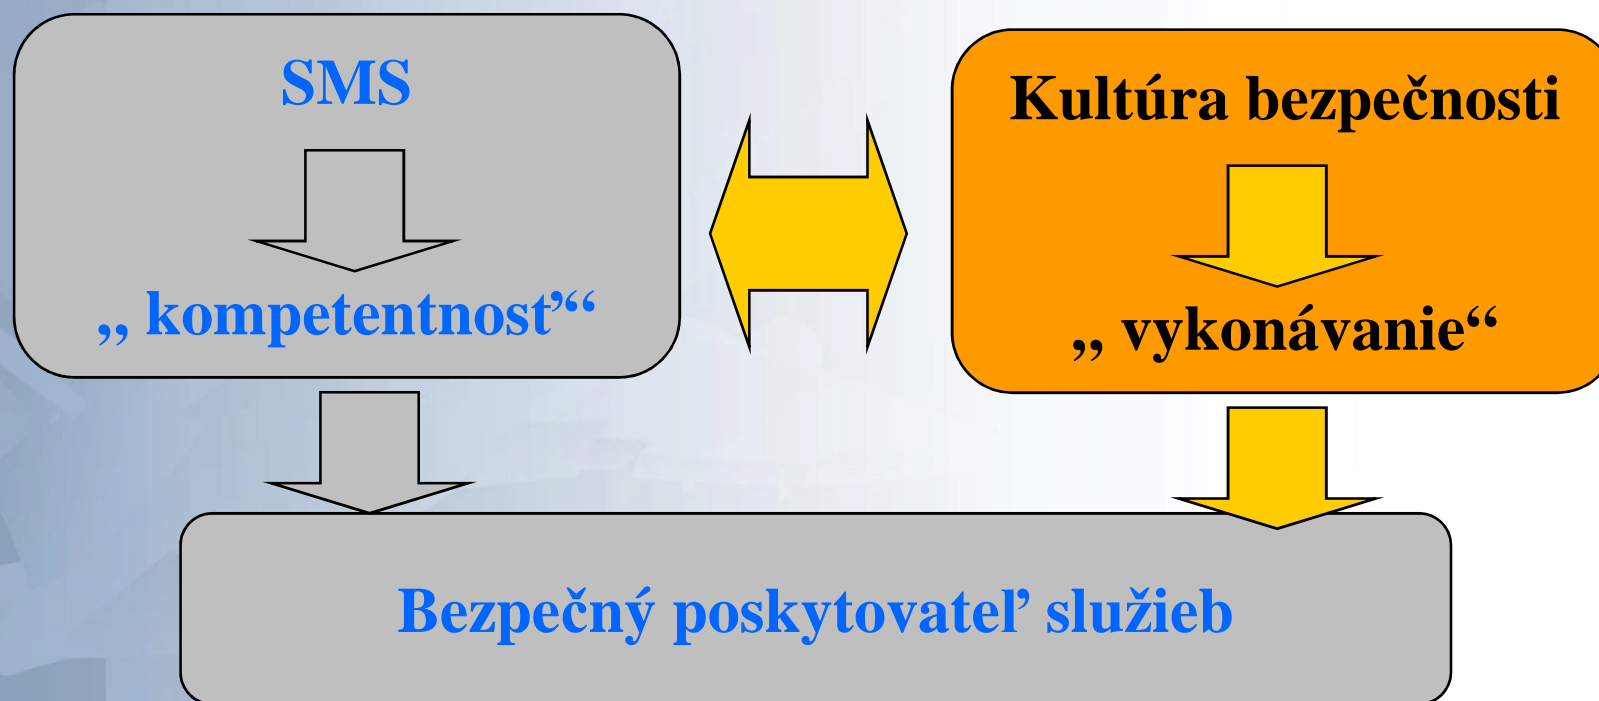 SMS
„ kompetentnosť“
Kultúra bezpečnosti
„ vykonávanie“
Bezpečný poskytovateľ služieb